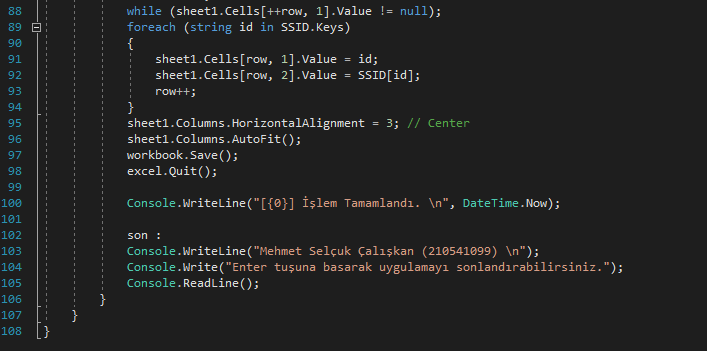 88 while (sheet1.Cells[++row, 1].Value != null);
89 foreach (string id in SSID.Keys)
90 {
91 sheet1.Cells[row, 1].Value = id;
92 sheet1.Cells[row, 2].Value = SSID[id];
93 row++;
94 }
95 sheet1.Columns.HorizontalAlignment = 3; // Center
96 sheet1.Columns.AutoFit();
97 workbook.Save();
98 excel.Quit();
99
100 Console.WriteLine("[{0}] İşlem Tamamlandı. \n", DateTime.Now);
101
102 son :
103 Console.WriteLine("Mehmet Selçuk Çalışkan (210541099) \n");
104 Console.Write("Enter tuşuna basarak uygulamayı sonlandırabilirsiniz.");
105 Console.ReadLine();
106 }
107 }
108 }